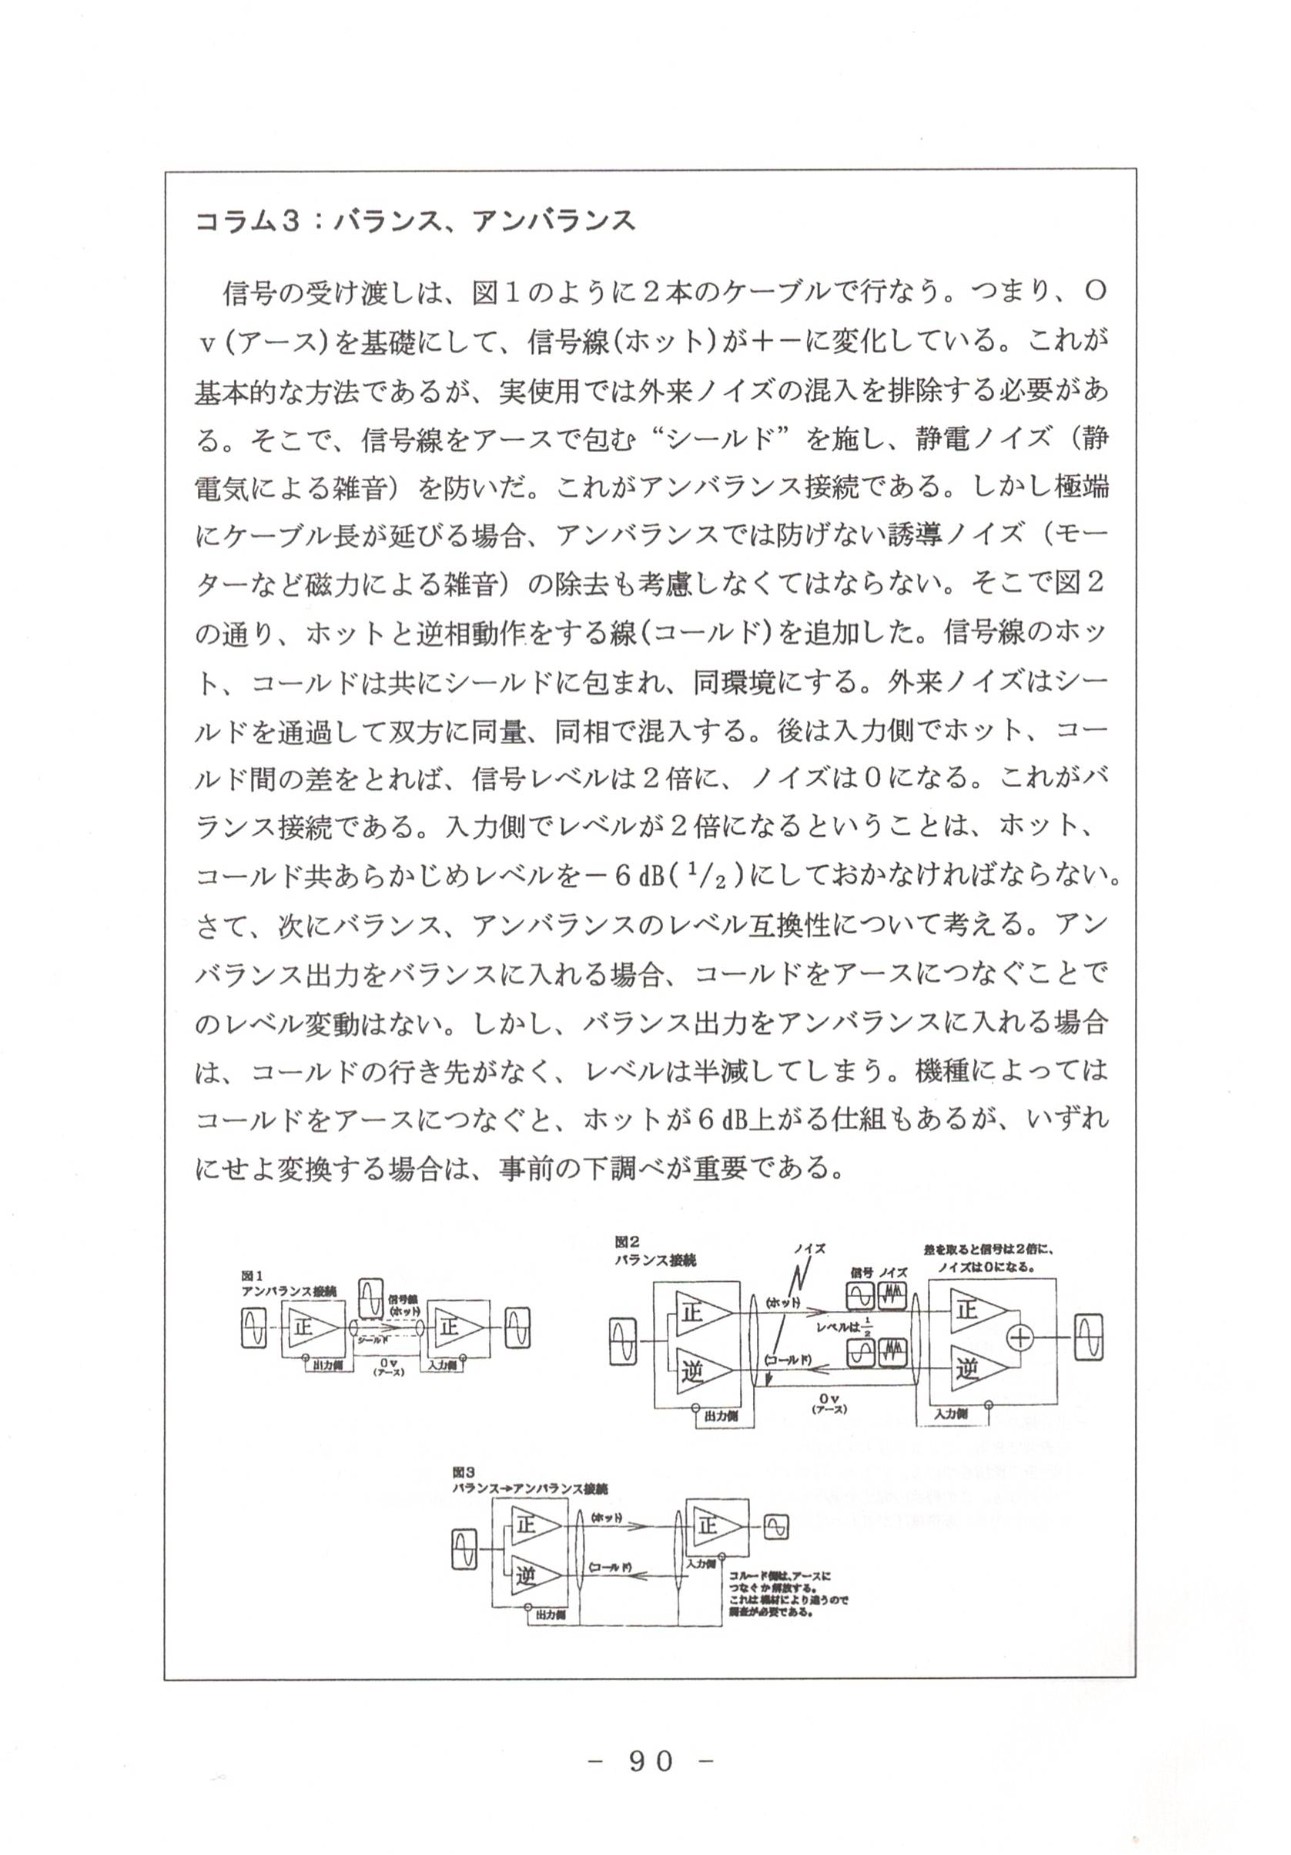 コラム３：バランス、アンバランス
信号の受け渡しは、図１のように２本のケーブルで行なう。つまり、０
ｖ(アース)を基礎にして、信号線(ホット)が＋－に変化している。これが
基本的な方法であるが、実使用では外来ノイズの混入を排除する必要があ
る。そこで、信号線をアースで包む“シールド”を施し、静電ノイズ（静
電気による雑音）を防いだ。これがアンバランス接続である。しかし極端
にケーブル長が延びる場合、アンバランスでは防げない誘導ノイズ（モー
ターなど磁力による雑音）の除去も考慮しなくてはならない。そこで図２
の通り、ホットと逆相動作をする線(コールド)を追加した。信号線のホッ
ト、コールドは共にシールドに包まれ、同環境にする。外来ノイズはシー
ルドを通過して双方に同量、同相で混入する。後は入力側でホット、コー
ルド間の差をとれば、信号レベルは２倍に、ノイズは０になる。これがバ
ランス接続である。入力側でレベルが２倍になるということは、ホット、
コールド共あらかじめレベルを－６dB(1/2)にしておかなければならない。
さて、次にバランス、アンバランスのレベル互換性について考える。アン
バランス出力をバランスに入れる場合、コールドをアースにつなぐことで
のレベル変動はない。しかし、バランス出力をアンバランスに入れる場合
は、コールドの行き先がなく、レベルは半減してしまう。機種によっては
コールドをアースにつなぐと、ホットが６dB上がる仕組もあるが、いずれ
にせよ変換する場合は、事前の下調べが重要である。
図1
アンバランス接続
信号線
(ホット)
正
正
シールド
出力側
0v
(アース)
入力側
図2
バランス接続
ノイズ
差を取ると信号は2倍に、
ノイズは0になる。
信号 ノイズ
正
(ホット)
正
レベルは1/2
＋
逆
(コールド)
逆
出力側
0v
(アース)
入力側
図3
バランス→アンバランス接続
正
(ホット)
正
逆
(コールド)
入力側
出力側
コルード側は、アースに
つなぐか解放する。
これは機材により違うので
調査が必要である。
－ 90 －